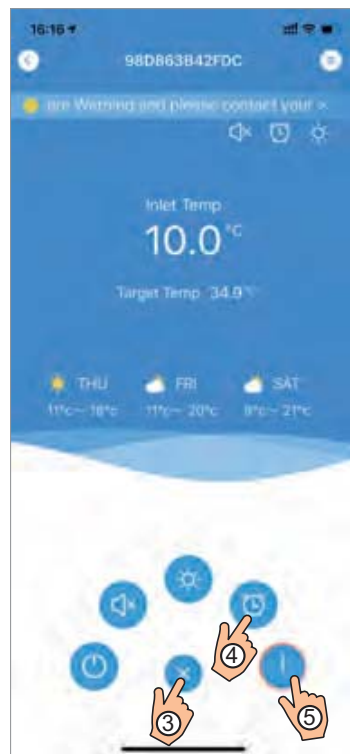 16:16
98D863B42FDC
are Warning and please contact your
Inlet Temp
10.0 °C
Target Temp 34.9 °C
THU FRI SAT
11°c~ 18°c 11°c~ 20°c 9°c~ 21°c
④
③
⑤